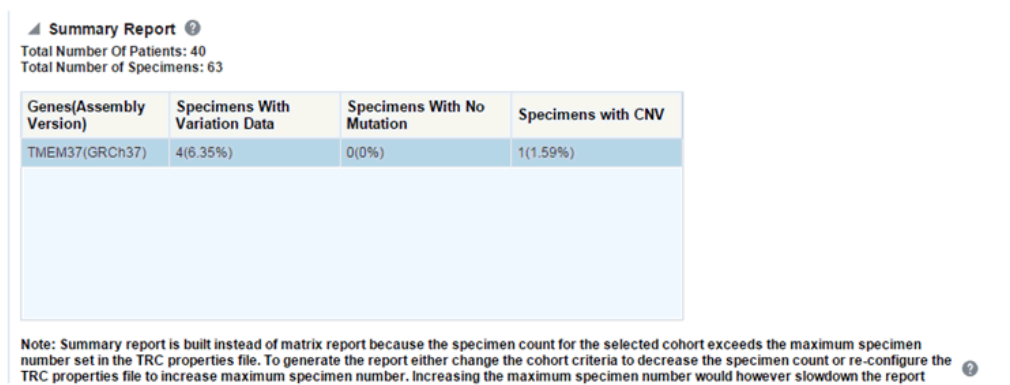 Summary Report
Total Number Of Patients: 40
Total Number of Specimens: 63
Genes(Assembly Version) Specimens With Variation Data Specimens With No Mutation Specimens with CNV
TMEM37(GRCh37) 4(6.35%) 0(0%) 1(1.59%)
Note: Summary report is built instead of matrix report because the specimen count for the selected cohort exceeds the maximum specimen
number set in the TRC properties file. To generate the report either change the cohort criteria to decrease the specimen count or re-configure the
TRC properties file to increase maximum specimen number. Increasing the maximum specimen number would however slowdown the report